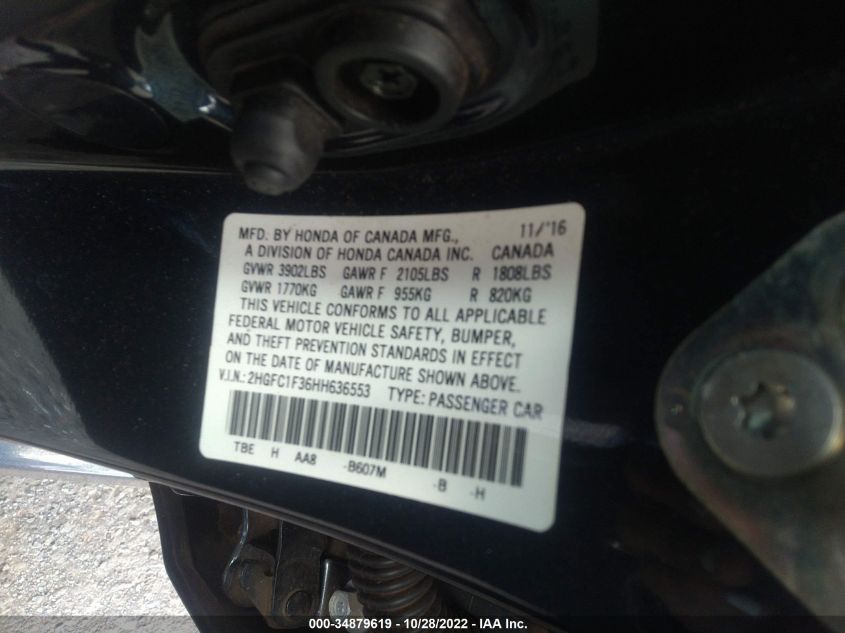 MFD. BY HONDA OF CANADA MFG., 11/'16
A DIVISION OF HONDA CANADA INC. CANADA
GVWR 3902LBS GAWR F 2105LBS R 1808LBS
GVWR 1770KG GAWR F 955KG R 820KG
THIS VEHICLE CONFORMS TO ALL APPLICABLE
FEDERAL MOTOR VEHICLE SAFETY, BUMPER,
AND THEFT PREVENTION STANDARDS IN EFFECT
ON THE DATE OF MANUFACTURE SHOWN ABOVE.
V.I.N.:2HGFC1F36HH636553 TYPE: PASSENGER CAR
TBE H AA8 -B607M -B -H
000-34879619 - 10/28/2022 - IAA Inc.